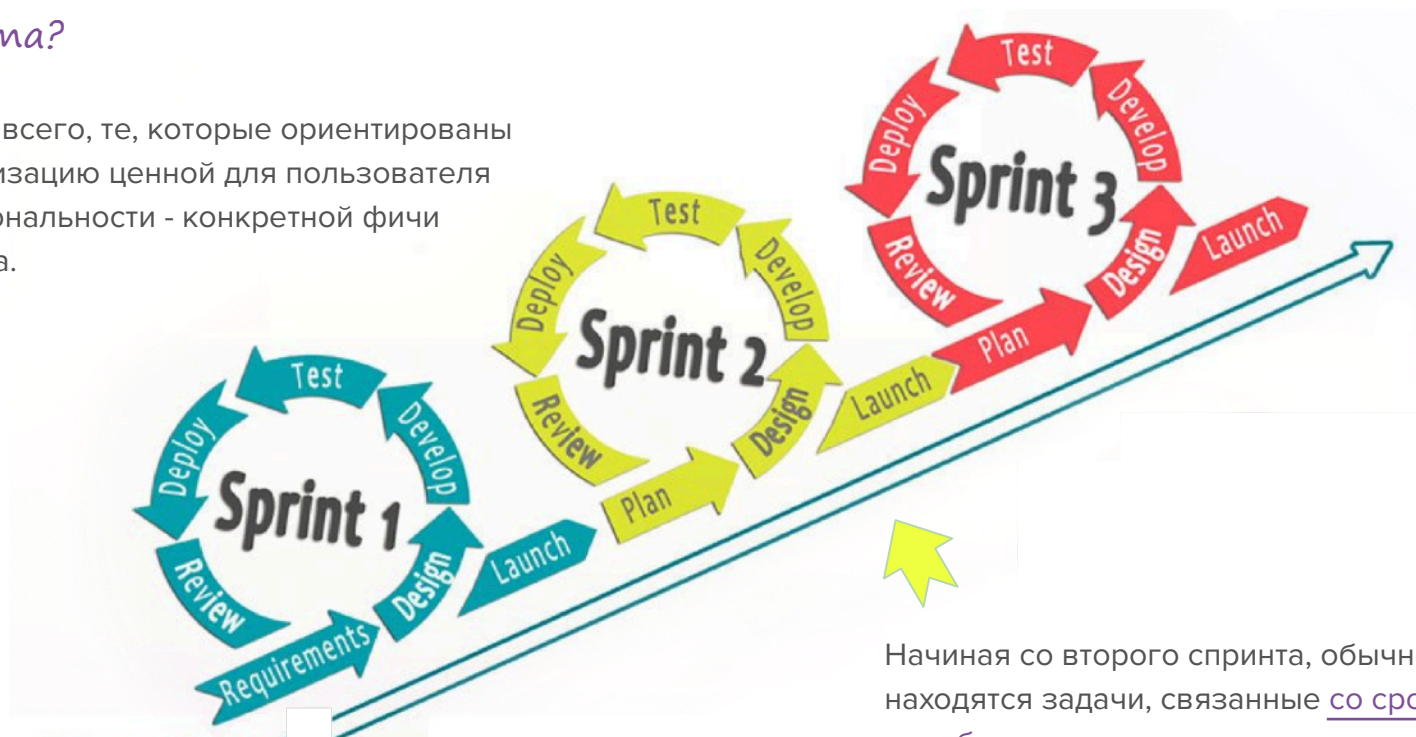 та?
всего, те, которые ориентированы
изацию ценной для пользователя
ональности - конкретной фичи
а.
Sprint 1
Requirements
Design
Develop
Test
Deploy
Review
Launch
Sprint 2
Plan
Design
Develop
Test
Deploy
Review
Launch
Sprint 3
Plan
Design
Develop
Test
Deploy
Review
Launch
Начиная со второго спринта, обычн
находятся задачи, связанные со сро